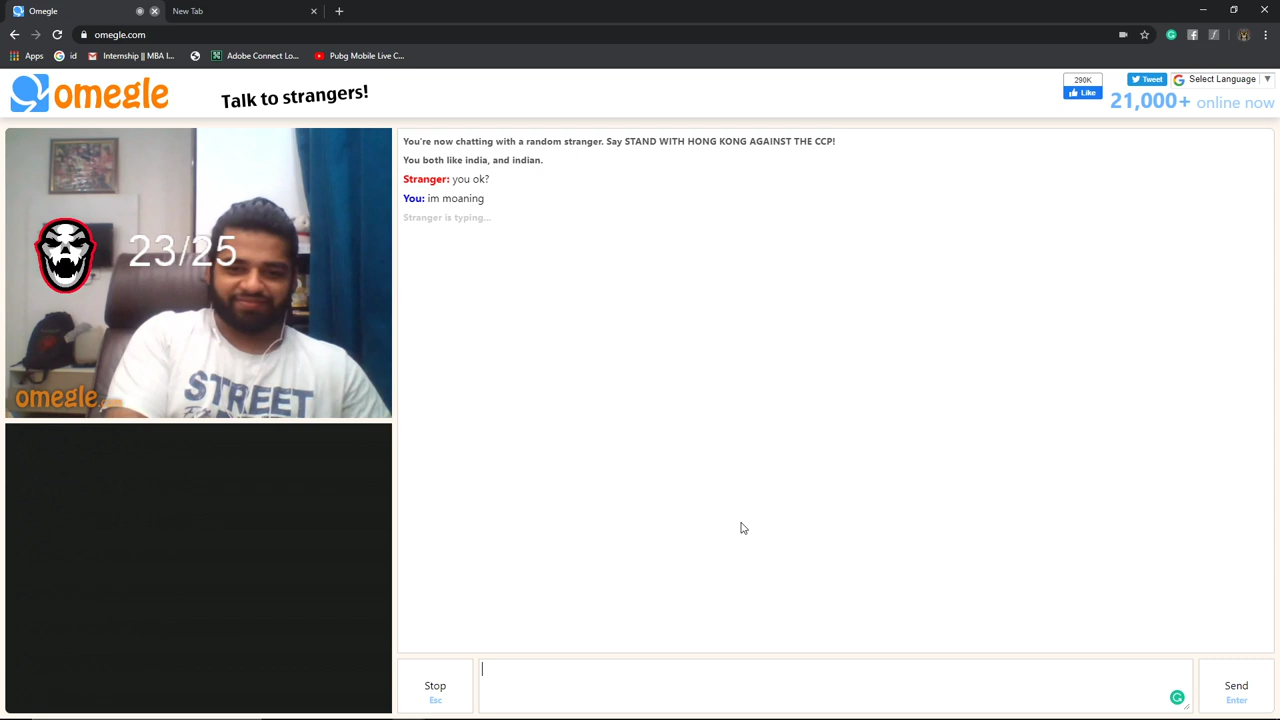 Omegle
New Tab
omegle.com
Apps
id
Internship || MBA I...
Adobe Connect Lo...
Pubg Mobile Live C...
omegle
Talk to strangers!
290K
Like
Tweet
Select Language
21,000+ online now
23/25
STREET
omegle.com
You're now chatting with a random stranger. Say STAND WITH HONG KONG AGAINST THE CCP!
You both like india, and indian.
Stranger: you ok?
You: im moaning
Stranger is typing...
Stop
Esc
Send
Enter